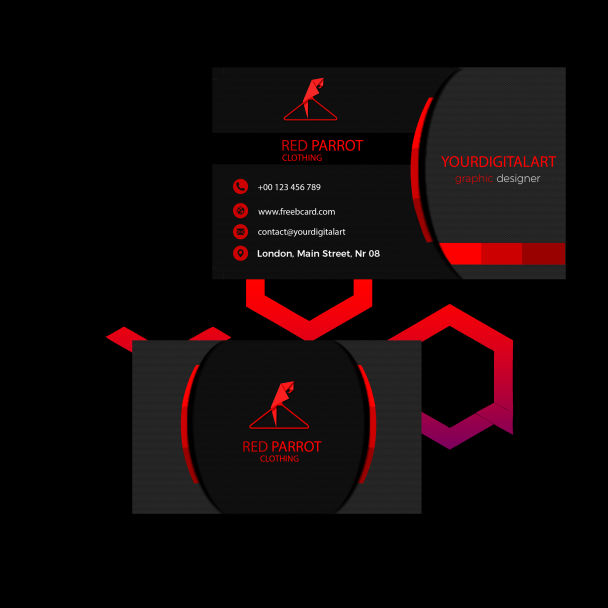 RED PARROT
CLOTHING
+00 123 456 789
www.freebcard.com
contact@yourdigitalart
London, Main Street, Nr 08
YOURDIGITALART
graphic designer
RED PARROT
CLOTHING